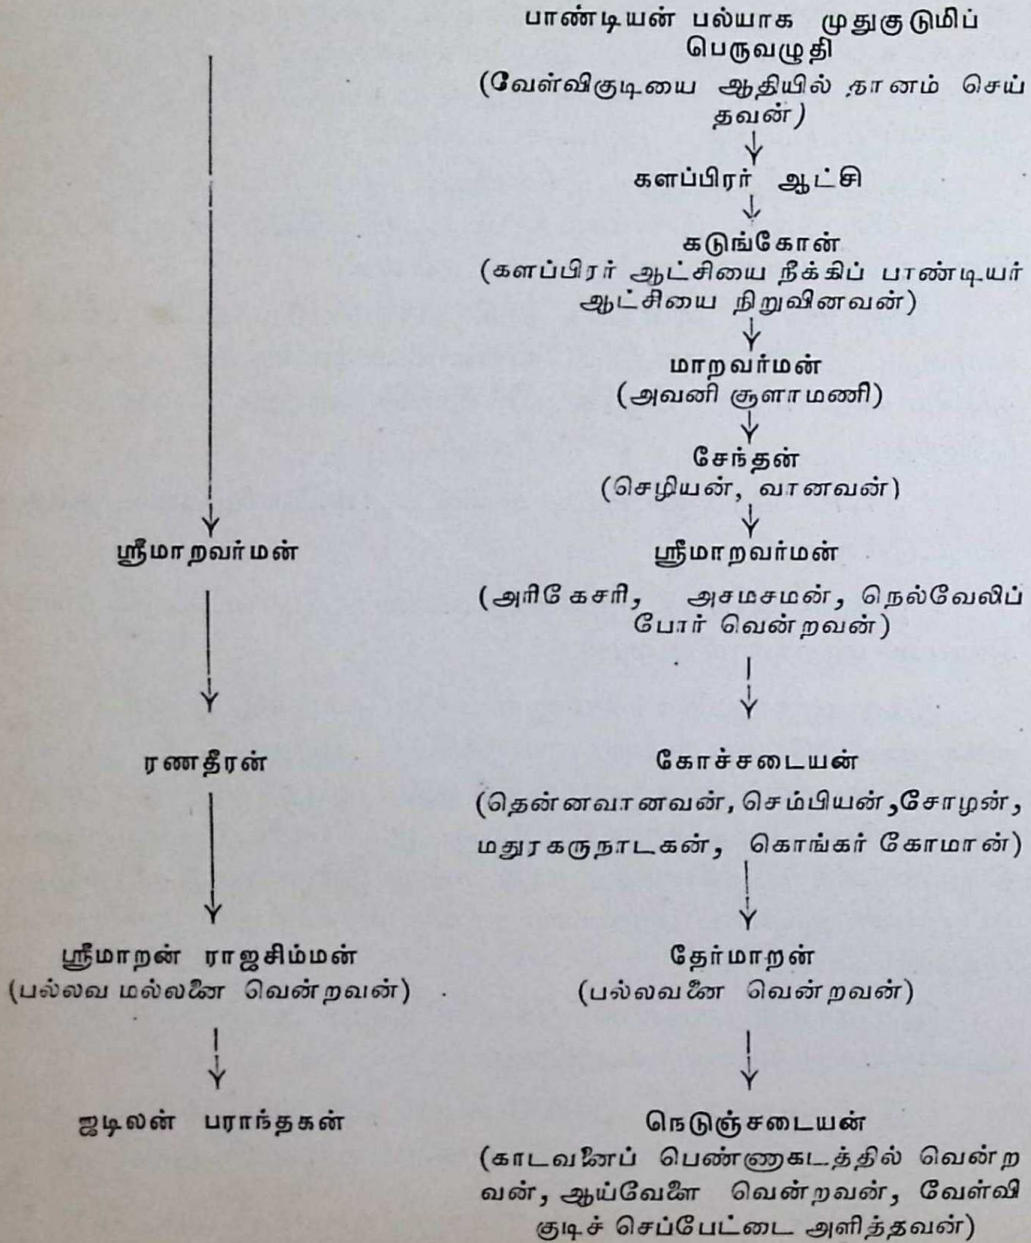 பாண்டியன் பல்யாக முதுகுடுமிப்
பெருவழுதி
(வேள்விகுடியை ஆதியில் தானம் செய்
தவன்)
களப்பிரர் ஆட்சி
கடுங்கோன்
(களப்பிரர் ஆட்சியை நீக்கிப் பாண்டியர்
ஆட்சியை நிறுவினவன்)
மாறவர்மன்
(அவனி சூளாமணி)
சேந்தன்
(செழியன், வானவன்)
ஸ்ரீமாறவர்மன்
ஸ்ரீமாறவர்மன்
(அரிகேசரி, அசமசமன், நெல்வேலிப்
போர் வென்றவன்)
ரணதீரன்
கோச்சடையன்
(தென்னவானவன், செம்பியன், சோழன்,
மதுரகருநாடகன், கொங்கர் கோமான்)
ஸ்ரீமாறன் ராஜசிம்மன்
(பல்லவ மல்லனை வென்றவன்)
தேர்மாறன்
(பல்லவனை வென்றவன்)
ஜடிலன் பராந்தகன்
நெடுஞ்சடையன்
(காடவனைப் பெண்ணாகடத்தில் வென்ற
வன், ஆய்வேளை வென்றவன், வேள்வி
குடிச் செப்பேட்டை அளித்தவன்)